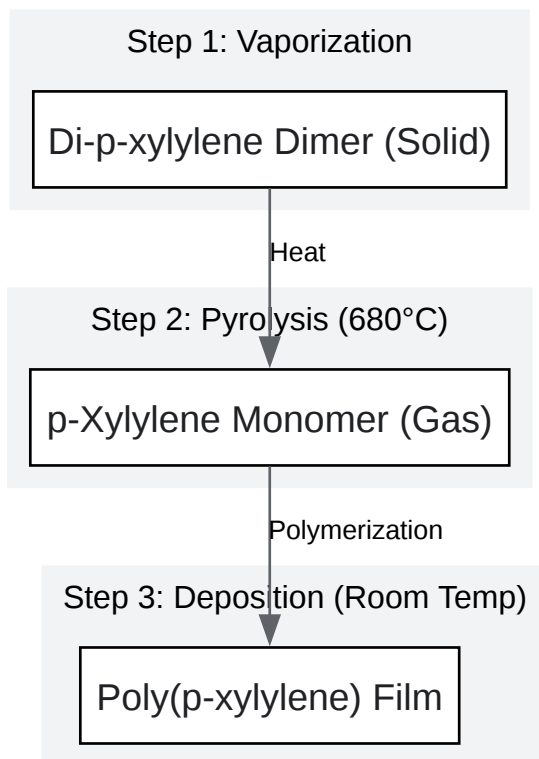 Step 1: Vaporization
Di-p-xylylene Dimer (Solid)
Heat
Step 2: Pyrolysis (680°C)
p-Xylylene Monomer (Gas)
Polymerization
Step 3: Deposition (Room Temp)
Poly(p-xylylene) Film